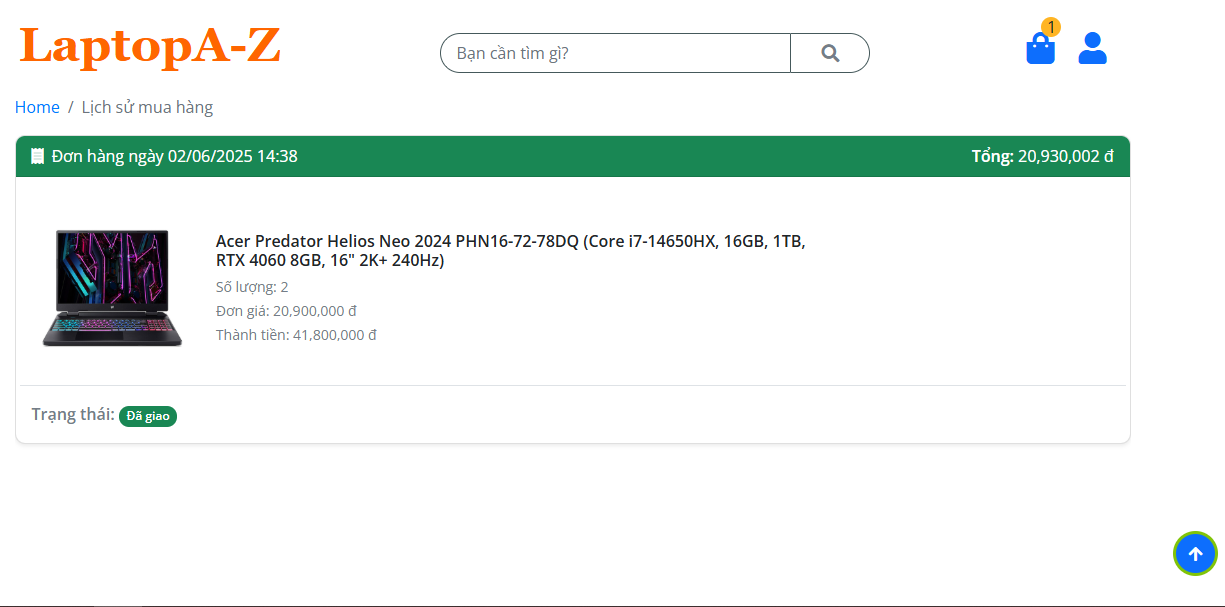 LaptopA-Z
Bạn cần tìm gì?
1
Home / Lịch sử mua hàng
Đơn hàng ngày 02/06/2025 14:38
Tổng: 20,930,002 đ
Acer Predator Helios Neo 2024 PHN16-72-78DQ (Core i7-14650HX, 16GB, 1TB,
RTX 4060 8GB, 16" 2K+ 240Hz)
Số lượng: 2
Đơn giá: 20,900,000 đ
Thành tiền: 41,800,000 đ
Trạng thái: Đã giao